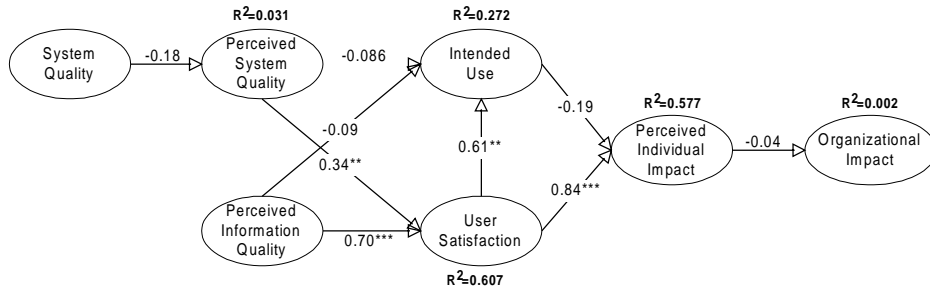 R2=0.031
R2=0.272
System
Quality
-0.18
Perceived
System
Quality
-0.086
Intended
Use
-0.19
R2=0.577
R2=0.002
-0.09
0.34**
0.61**
Perceived
Individual
Impact
-0.04
Organizational
Impact
0.84***
Perceived
Information
Quality
0.70***
User
Satisfaction
R2=0.607